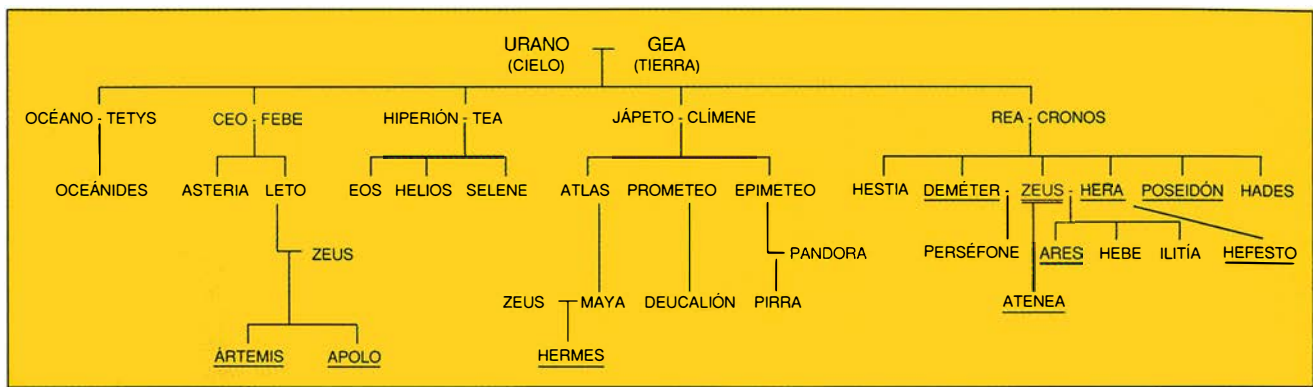 URANO GEA
(CIELO) (TIERRA)
OCÉANO - TETYS CEO - FEBE HIPERIÓN - TEA JÁPETO - CLÍMENE REA - CRONOS
OCEÁNIDES ASTERIA LETO EOS HELIOS SELENE ATLAS PROMETEO EPIMETEO HESTIA DEMÉTER - ZEUS - HERA POSEIDÓN HADES
ZEUS PANDORA PERSÉFONE ARES HEBE ILITÍA HEFESTO
ZEUS MAYA DEUCALIÓN PIRRA ATENEA
ÁRTEMIS APOLO HERMES